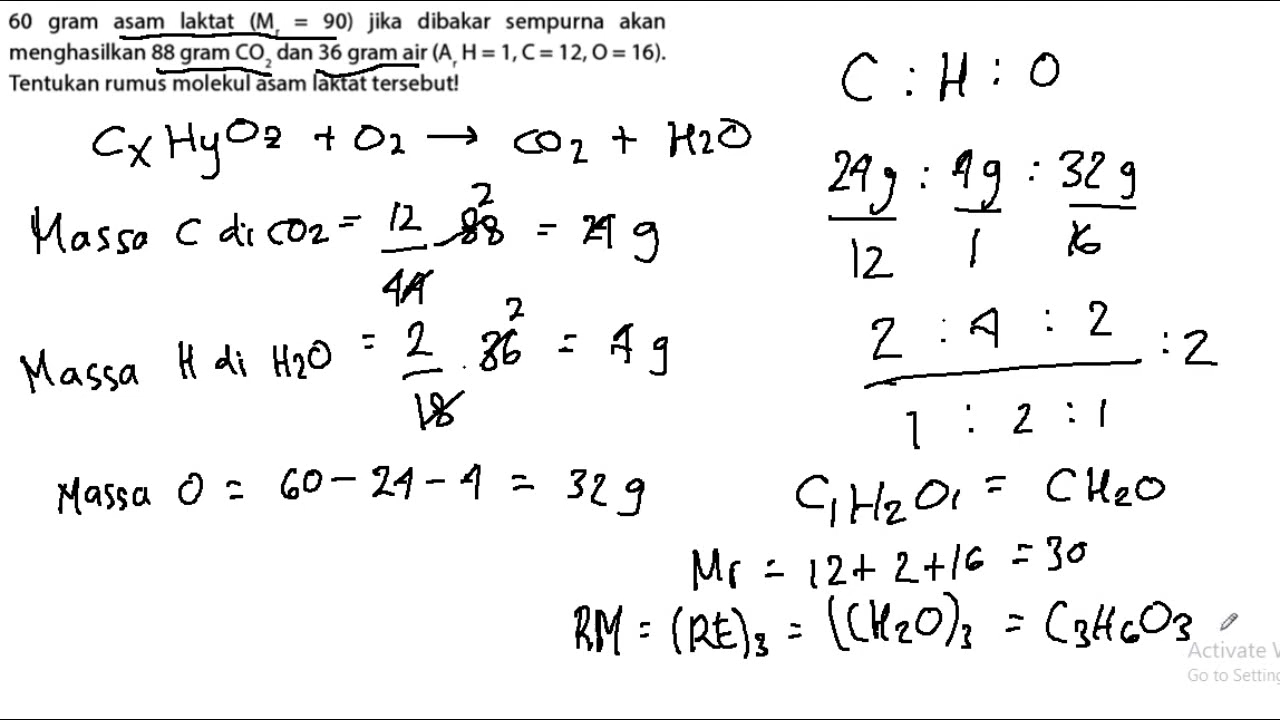 60 gram asam laktat (Mr = 90) jika dibakar sempurna akan
menghasilkan 88 gram CO2 dan 36 gram air (Ar H = 1, C = 12, O = 16).
Tentukan rumus molekul asam laktat tersebut!
CxHyOz + O2 → CO2 + H2O
Massa C di CO2 = 12/44 . 88 2 = 24 g
Massa H di H2O = 2/18 . 36 2 = 4 g
Massa O = 60 - 24 - 4 = 32 g
C : H : O
24g/12 : 4g/1 : 32g/16
2 : 4 : 2 : 2
1 : 2 : 1
C1H2O1 = CH2O
Mr = 12 + 2 + 16 = 30
RM = (RE)3 = (CH2O)3 = C3H6O3
Activate
Go to Setting